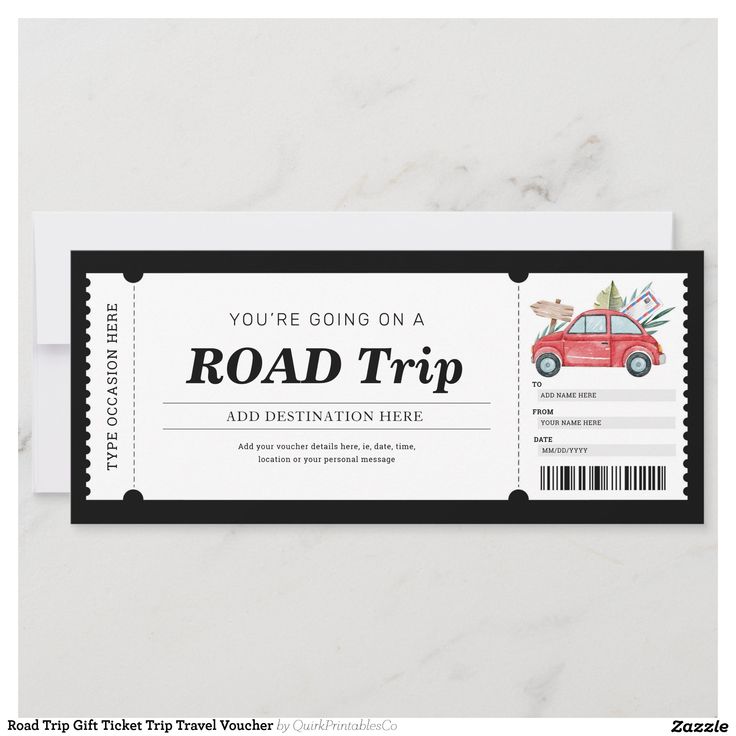 TYPE OCCASION HERE
YOU'RE GOING ON A
ROAD Trip
ADD DESTINATION HERE
Add your voucher details here, ie, date, time,
location or your personal message
TO
ADD NAME HERE
FROM
YOUR NAME HERE
DATE
MM/DD/YYYY
Road Trip Gift Ticket Trip Travel Voucher by QuirkPrintablesCo
Zazzle